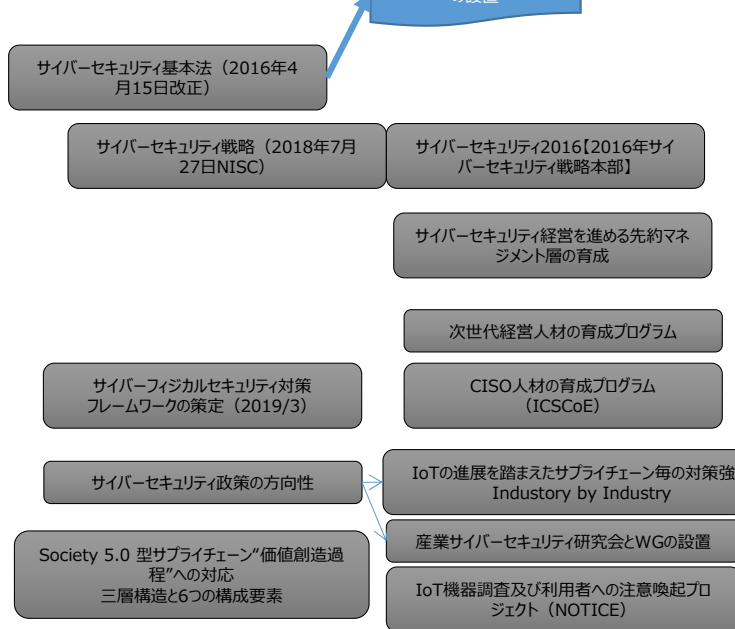 の設置
サイバーセキュリティ基本法（2016年4
月15日改正）
サイバーセキュリティ戦略（2018年7月
27日NISC）
サイバーセキュリティ2016【2016年サイ
バーセキュリティ戦略本部】
サイバーセキュリティ経営を進める先約マネ
ジメント層の育成
次世代経営人材の育成プログラム
サイバーフィジカルセキュリティ対策
フレームワークの策定（2019/3）
CISO人材の育成プログラム
（ICSCoE）
サイバーセキュリティ政策の方向性
IoTの進展を踏まえたサプライチェーン毎の対策強
Industory by Industry
産業サイバーセキュリティ研究会とWGの設置
Society 5.0 型サプライチェーン“価値創造過
程”への対応
三層構造と6つの構成要素
IoT機器調査及び利用者への注意喚起プロ
ジェクト（NOTICE）